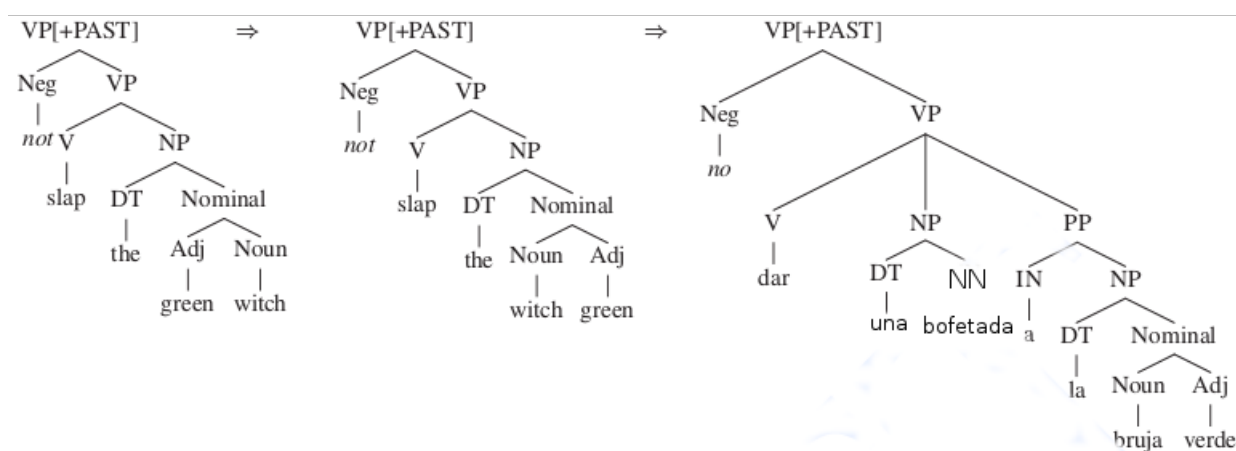 VP[+PAST] ⇒ VP[+PAST] ⇒ VP[+PAST]
Neg VP
not V NP
slap DT Nominal
the Adj Noun
green witch
Neg VP
not V NP
slap DT Nominal
the Noun Adj
witch green
Neg VP
no
V NP PP
dar DT NN IN NP
una bofetada a DT Nominal
la Noun Adj
bruja verde